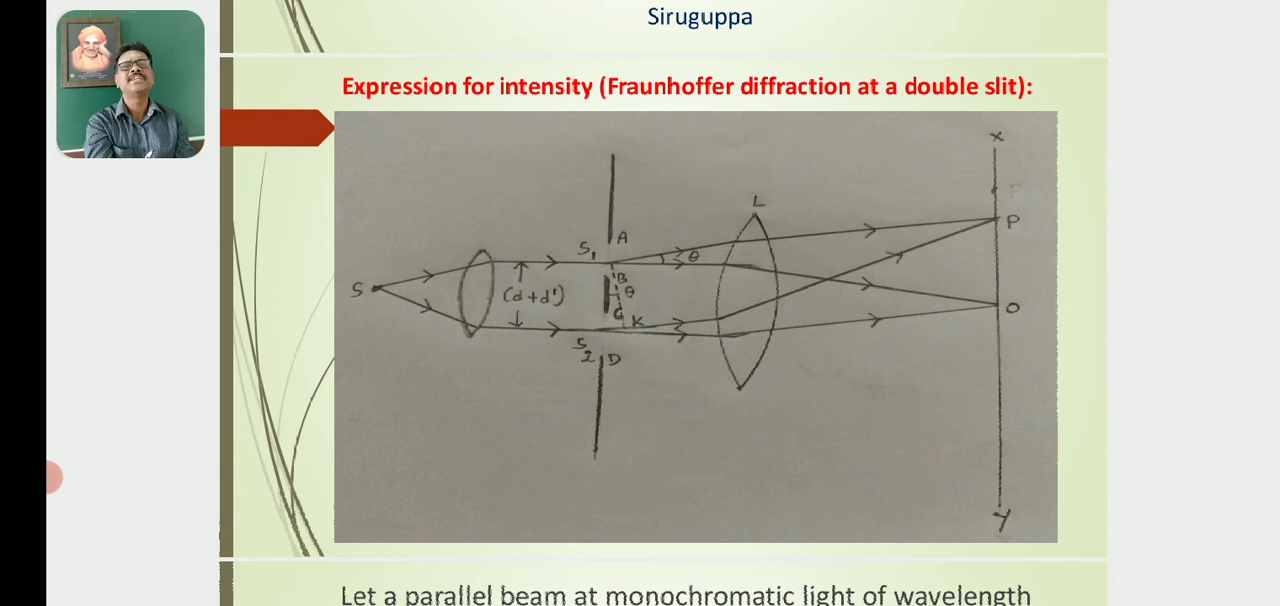 Siruguppa
Expression for intensity (Fraunhoffer diffraction at a double slit):
X
L
P
S₁ A
θ
B
S (d+d') θ
C
K
O
S₂ D
Y
Let a parallel beam at monochromatic light of wavelength